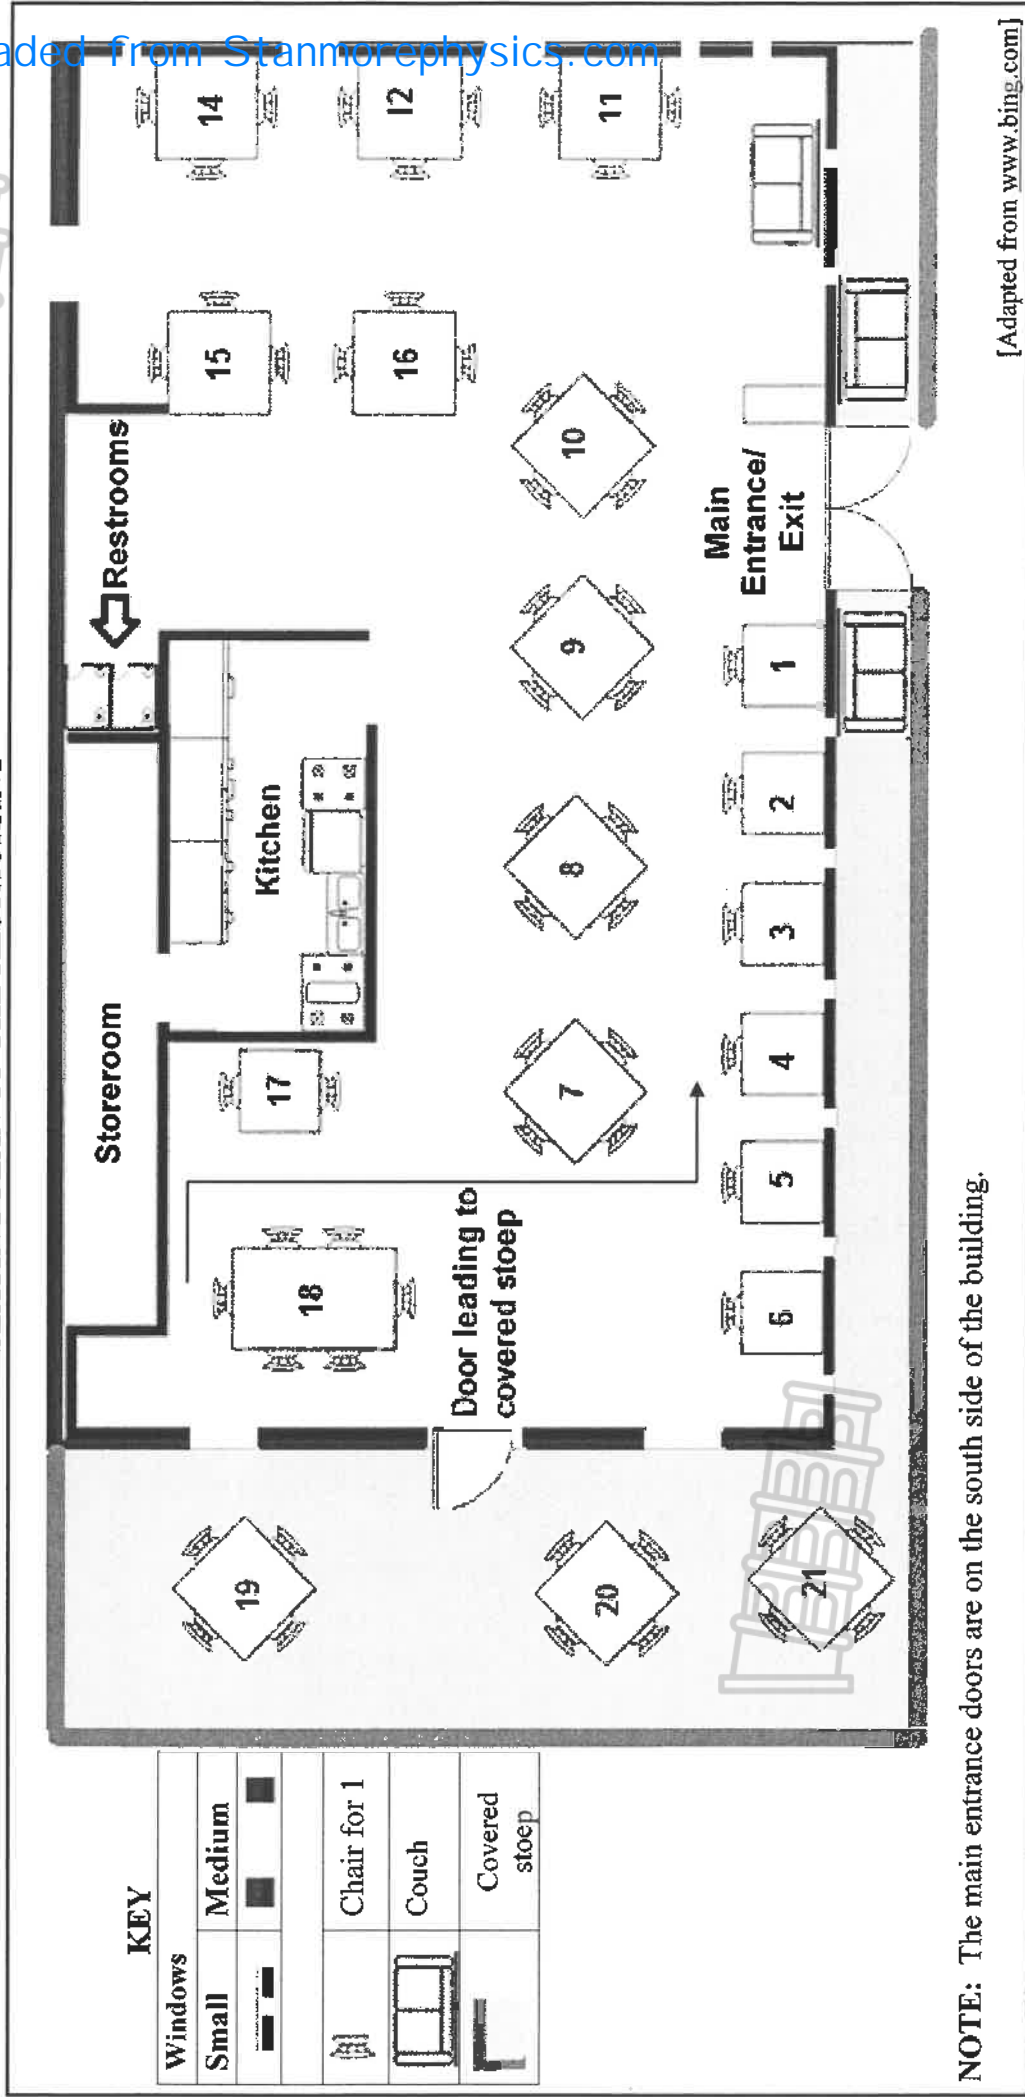 aded from Stanmorephysics.com
KEY
Windows
Small Medium
Chair for 1
Couch
Covered
stoep
Storeroom
Restrooms
Kitchen
14
12
11
15
16
10
9
8
7
17
18
Door leading to
covered stoep
Main
Entrance/
Exit
1
2
3
4
5
6
19
20
21
NOTE: The main entrance doors are on the south side of the building.
[Adapted from www.bing.com]